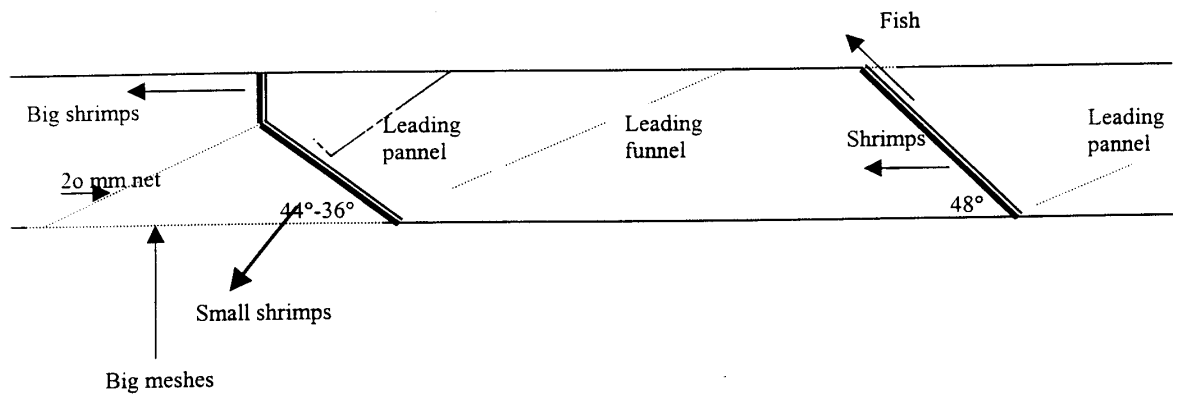 Fish
Big shrimps
Leading
pannel
Leading
funnel
Shrimps
Leading
pannel
2o mm net
44°-36°
48°
Small shrimps
Big meshes